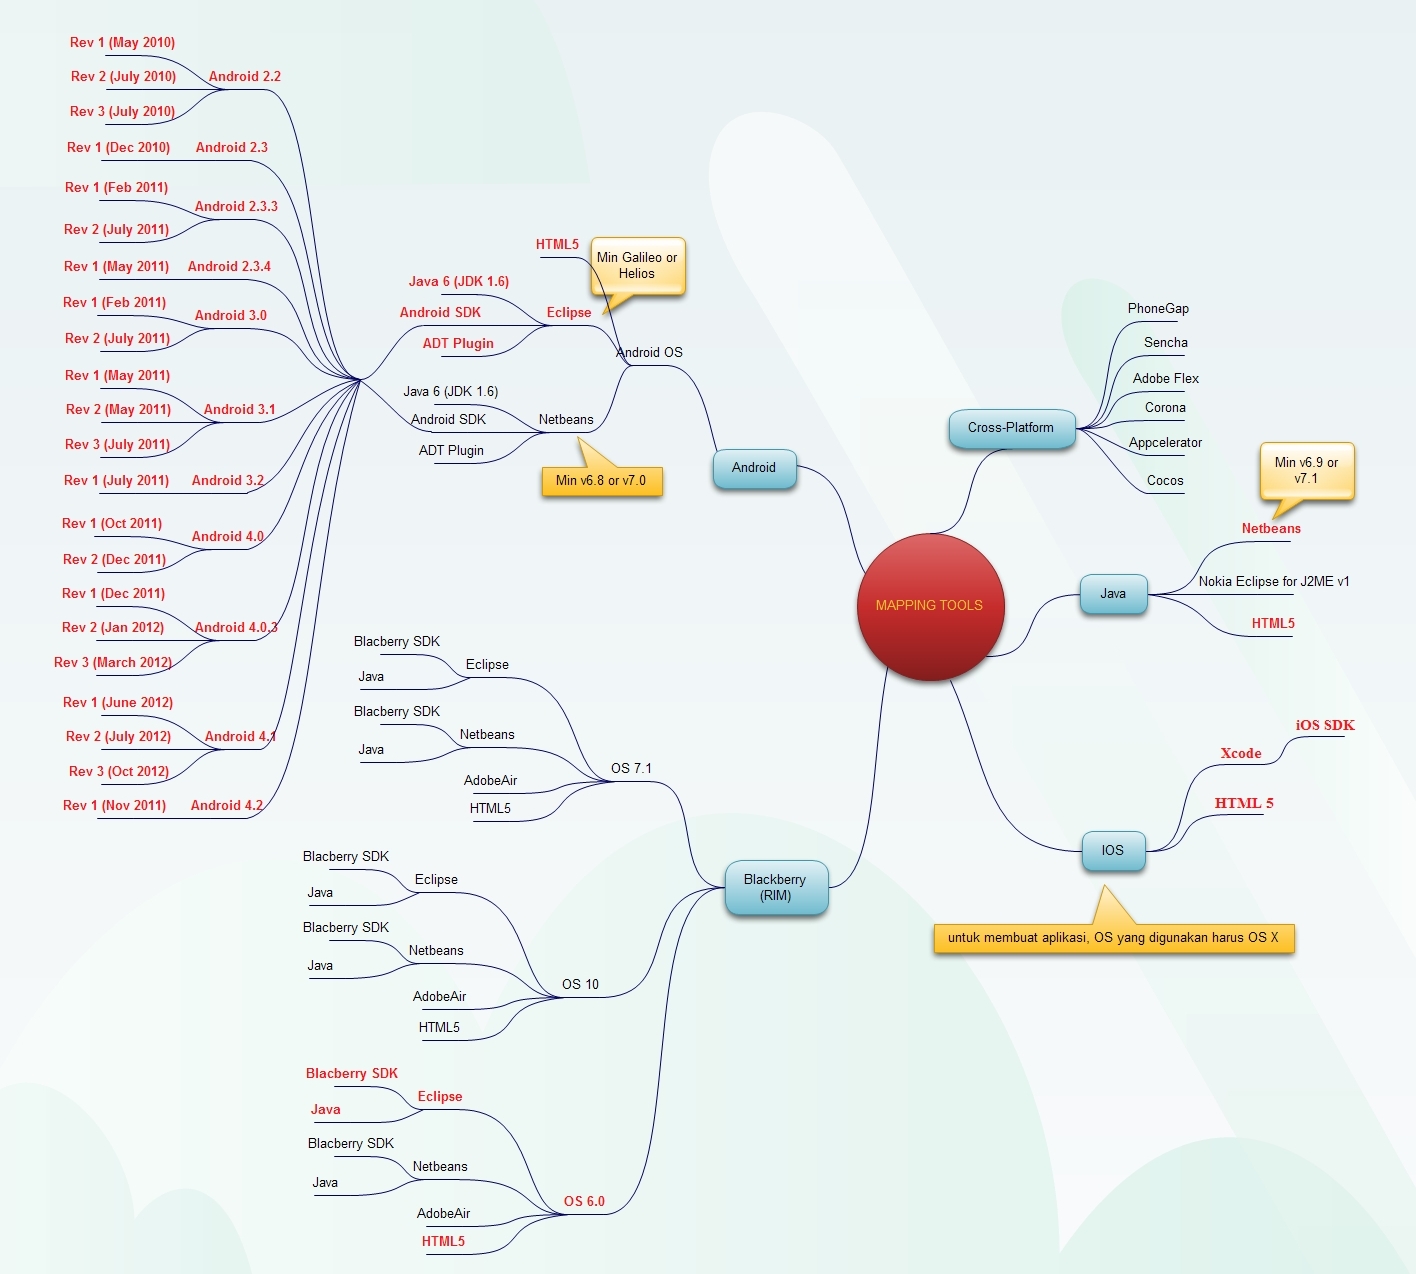 Rev 1 (May 2010)
Rev 2 (July 2010)
Rev 3 (July 2010)
Android 2.2
Rev 1 (Dec 2010)
Android 2.3
Rev 1 (Feb 2011)
Rev 2 (July 2011)
Android 2.3.3
Rev 1 (May 2011)
Android 2.3.4
Rev 1 (Feb 2011)
Rev 2 (July 2011)
Android 3.0
Rev 1 (May 2011)
Rev 2 (May 2011)
Rev 3 (July 2011)
Android 3.1
Rev 1 (July 2011)
Android 3.2
Rev 1 (Oct 2011)
Rev 2 (Dec 2011)
Android 4.0
Rev 1 (Dec 2011)
Rev 2 (Jan 2012)
Rev 3 (March 2012)
Android 4.0.3
Rev 1 (June 2012)
Rev 2 (July 2012)
Rev 3 (Oct 2012)
Android 4.1
Rev 1 (Nov 2011)
Android 4.2
HTML5
Min Galileo or
Helios
Java 6 (JDK 1.6)
Android SDK
ADT Plugin
Eclipse
Android OS
Java 6 (JDK 1.6)
Android SDK
ADT Plugin
Netbeans
Min v6.8 or v7.0
Android
MAPPING TOOLS
Cross-Platform
PhoneGap
Sencha
Adobe Flex
Corona
Appcelerator
Cocos
Min v6.9 or
v7.1
Java
Netbeans
Nokia Eclipse for J2ME v1
HTML5
IOS
Xcode
iOS SDK
HTML 5
untuk membuat aplikasi, OS yang digunakan harus OS X
Blackberry
(RIM)
OS 7.1
Blacberry SDK
Java
Eclipse
Blacberry SDK
Java
Netbeans
AdobeAir
HTML5
OS 10
Blacberry SDK
Java
Eclipse
Blacberry SDK
Java
Netbeans
AdobeAir
HTML5
OS 6.0
Blacberry SDK
Java
Eclipse
Blacberry SDK
Java
Netbeans
AdobeAir
HTML5